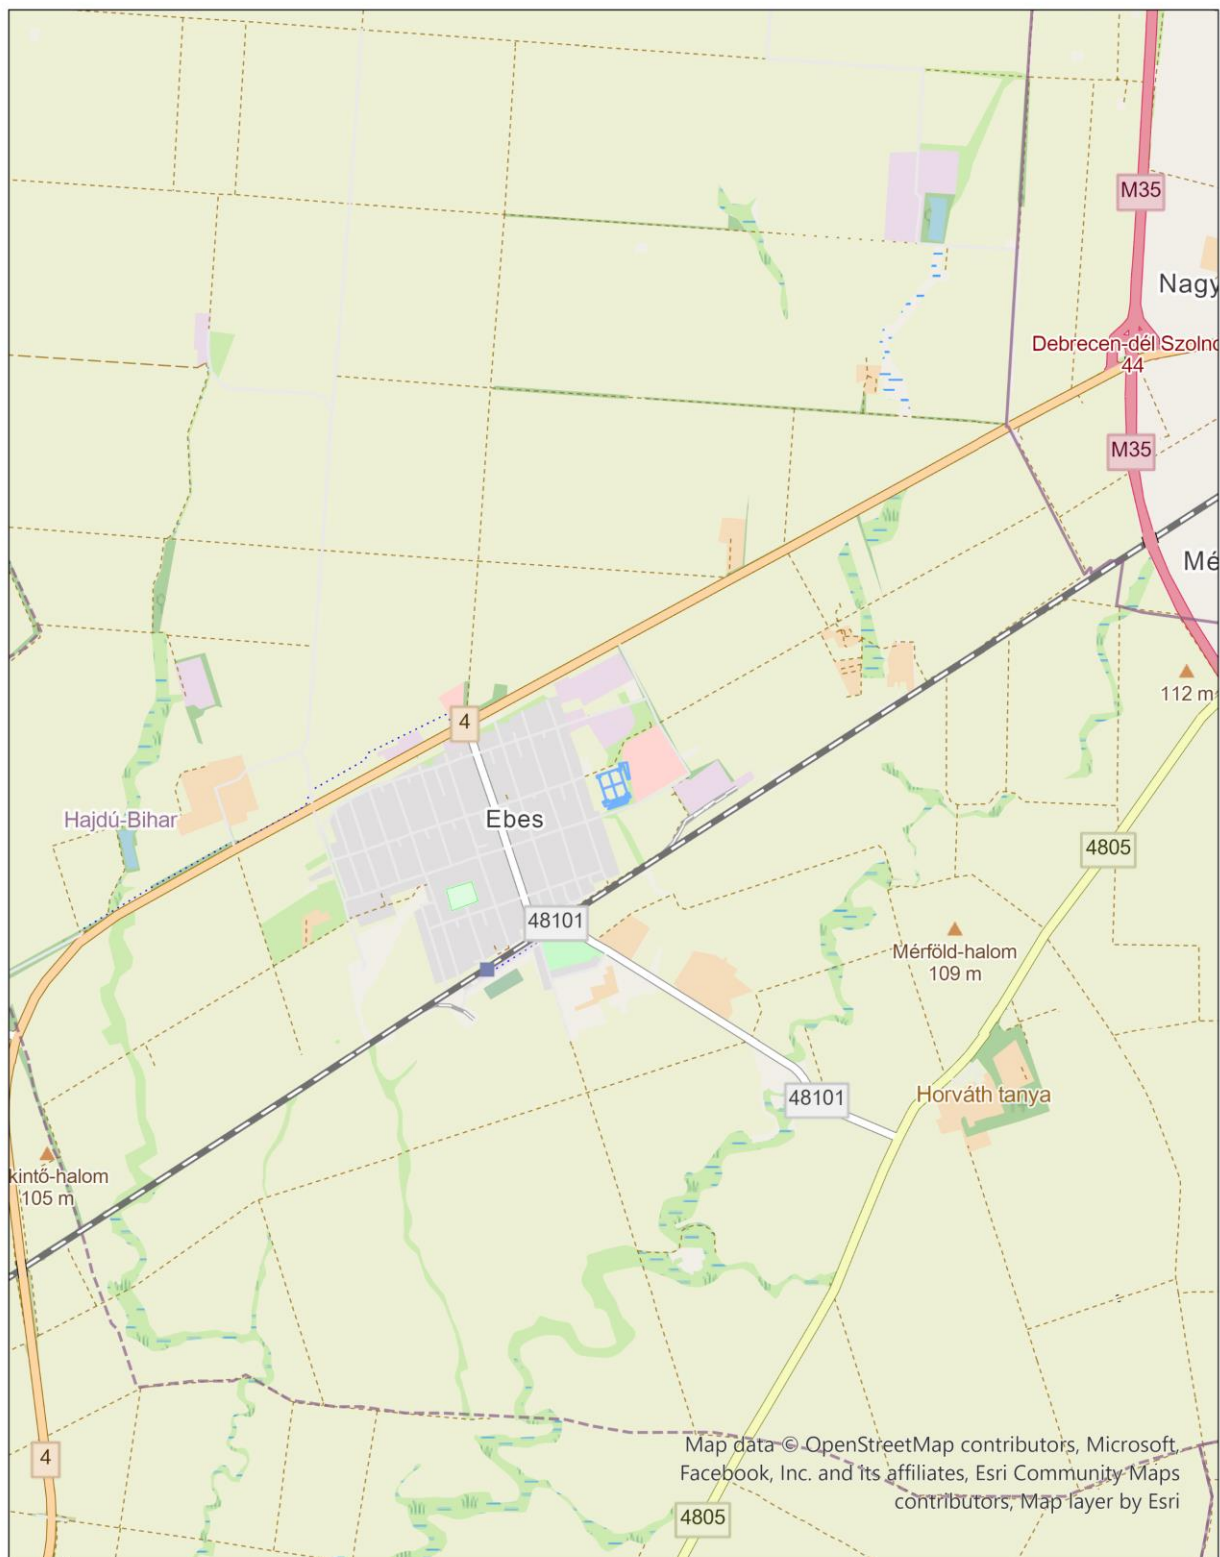 M35
Nagy
Debrecen-dél Szolno
44
M35
Mé
112 m
4
Hajdú-Bihar
Ebes
4805
48101
Mérföld-halom
109 m
48101
Horváth tanya
kintő-halom
105 m
4
Map data © OpenStreetMap contributors, Microsoft,
Facebook, Inc. and its affiliates, Esri Community Maps
contributors, Map layer by Esri
4805